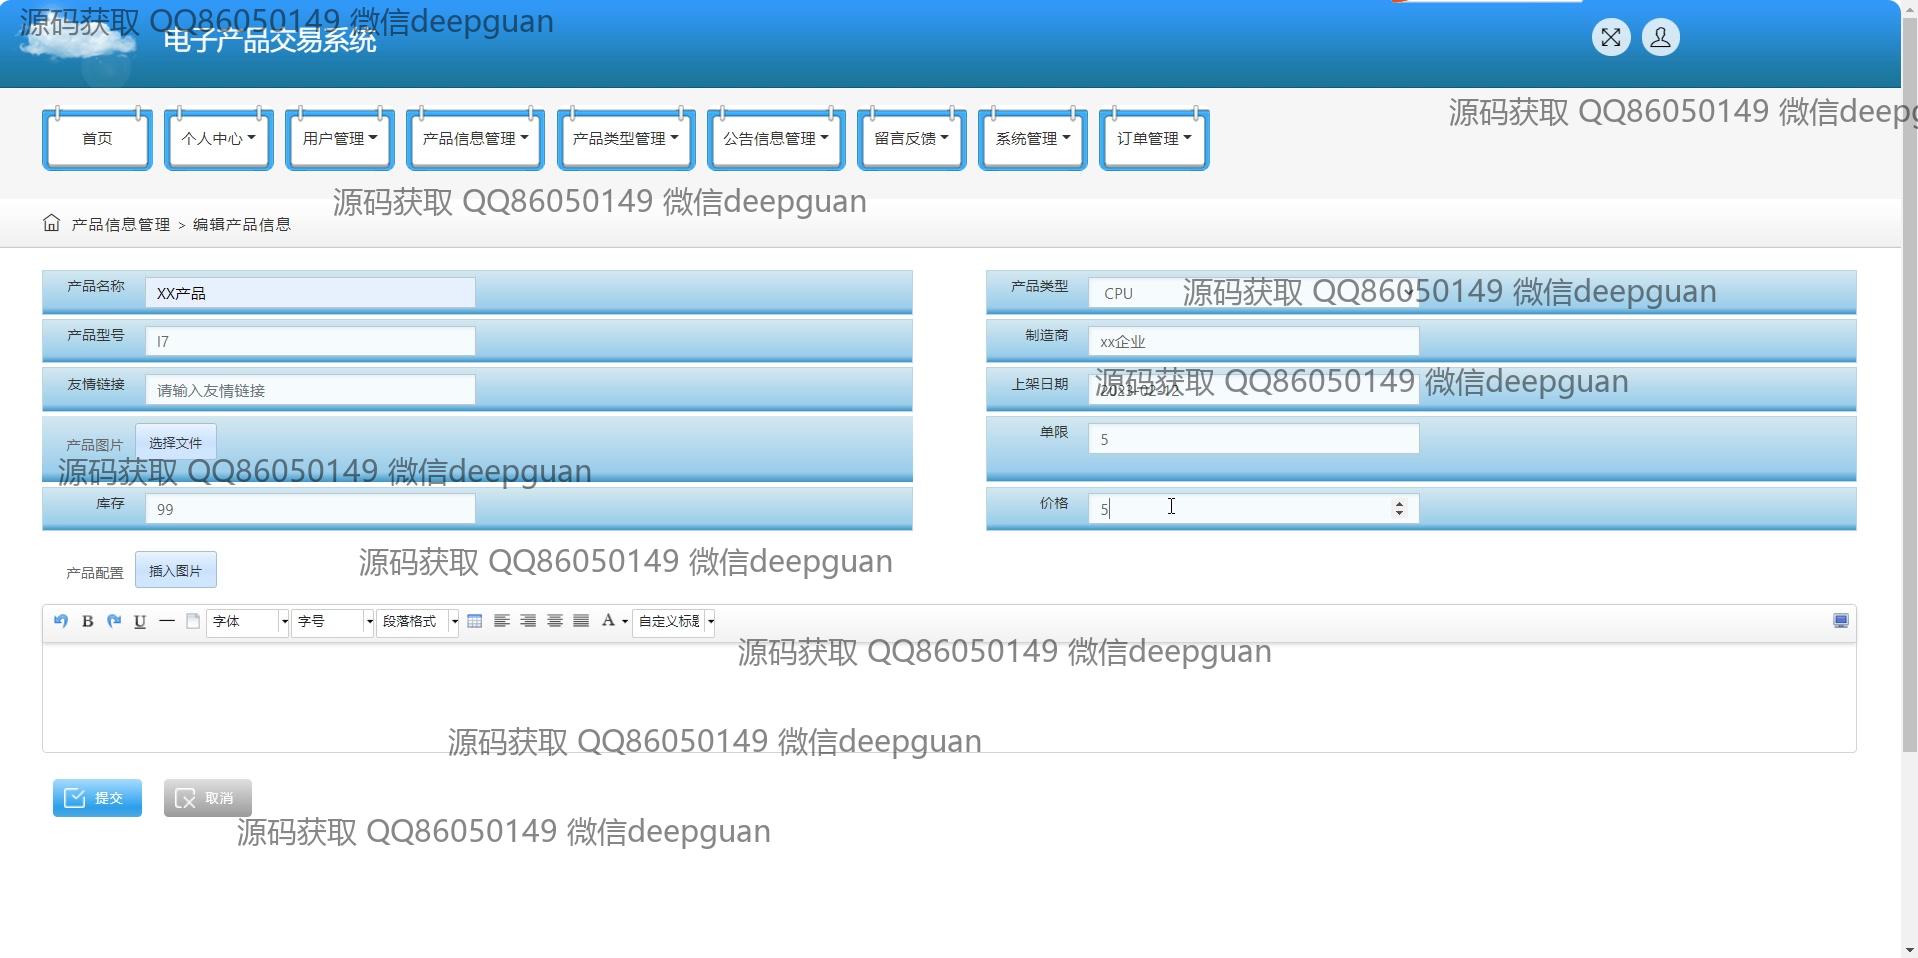 源码获取 QQ86050149 微信deepguan
电子产品交易系统
源码获取 QQ86050149 微信deepg
首页 个人中心 用户管理 产品信息管理 产品类型管理 公告信息管理 留言反馈 系统管理 订单管理
源码获取 QQ86050149 微信deepguan
产品信息管理 > 编辑产品信息
产品名称 XX产品 产品类型 CPU
源码获取 QQ86050149 微信deepguan
产品型号 I7 制造商 xx企业
友情链接 请输入友情链接 上架日期 2023-02-12
源码获取 QQ86050149 微信deepguan
产品图片 选择文件 单限 5
源码获取 QQ86050149 微信deepguan
库存 99 价格 5
源码获取 QQ86050149 微信deepguan
产品配置 插入图片
B U 字体 字号 段落格式 A 自定义标题
源码获取 QQ86050149 微信deepguan
源码获取 QQ86050149 微信deepguan
提交 取消
源码获取 QQ86050149 微信deepguan